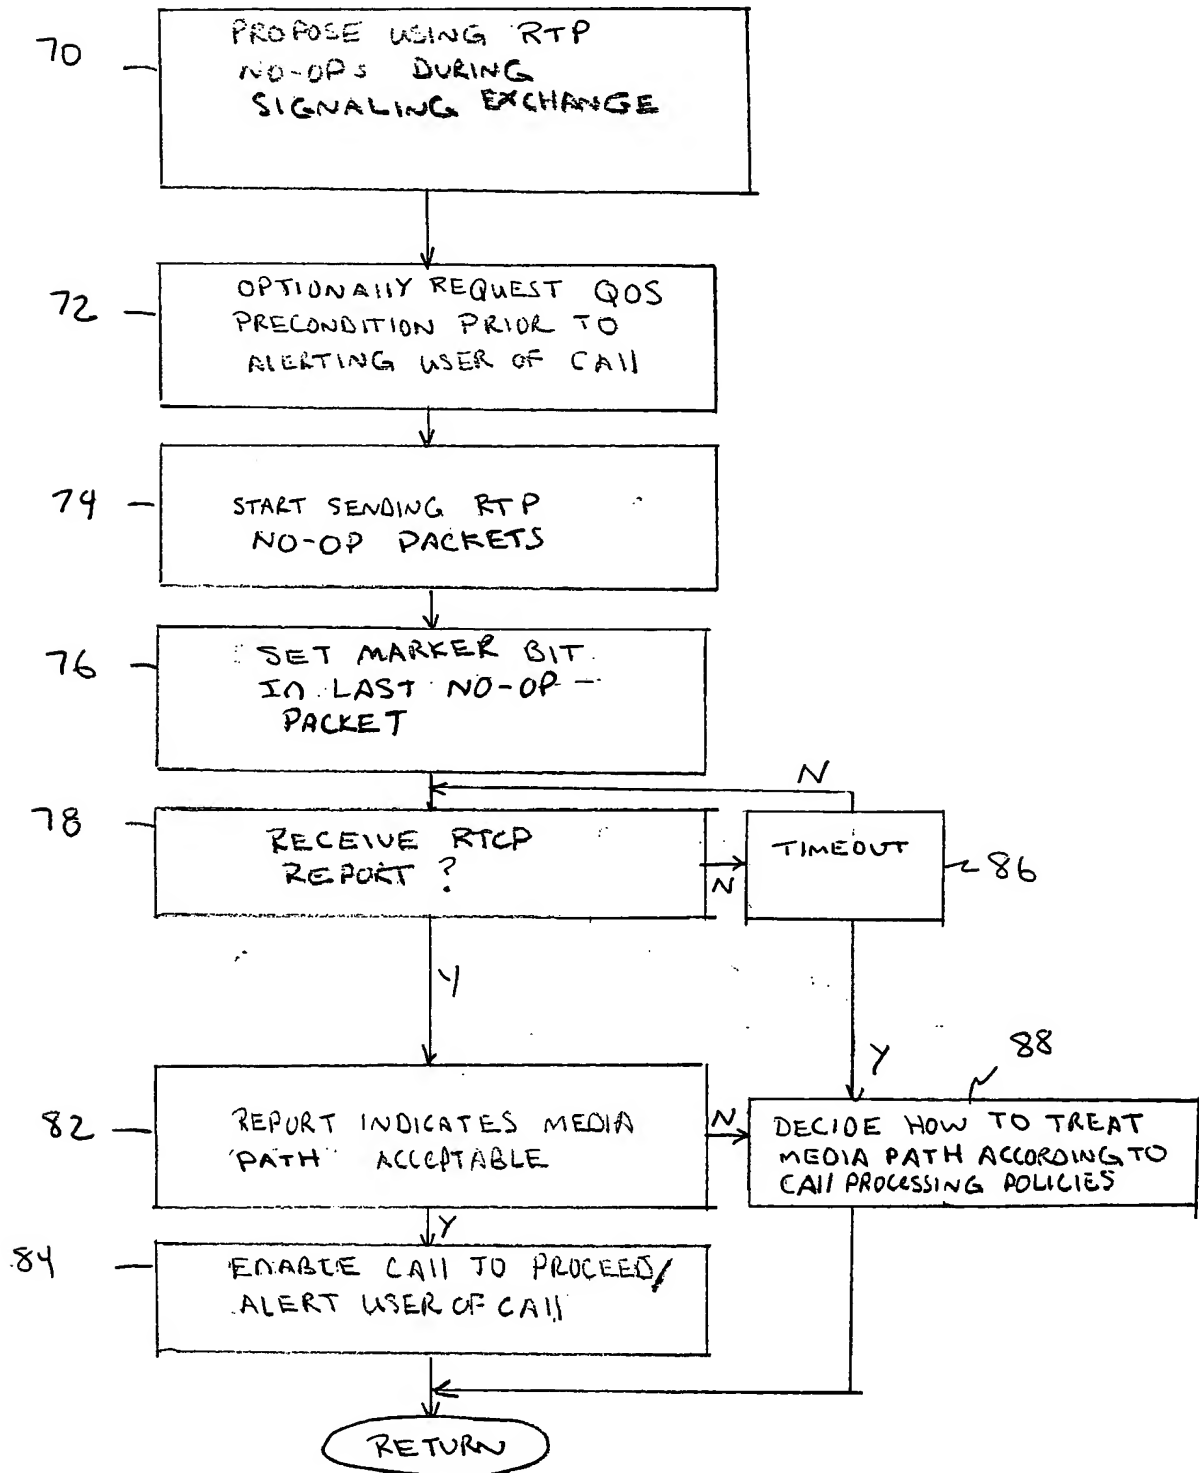 70
PROPOSE USING RTP
NO-OPS DURING
SIGNALING EXCHANGE
72
OPTIONALLY REQUEST QOS
PRECONDITION PRIOR TO
ALERTING USER OF CALL
74
START SENDING RTP
NO-OP PACKETS
76
SET MARKER BIT
IN LAST NO-OP
PACKET
N
78
RECEIVE RTCP
REPORT ?
N
TIMEOUT
86
Y
Y
88
82
REPORT INDICATES MEDIA
PATH ACCEPTABLE
N
DECIDE HOW TO TREAT
MEDIA PATH ACCORDING TO
CALL PROCESSING POLICIES
Y
84
ENABLE CALL TO PROCEED/
ALERT USER OF CALL
RETURN